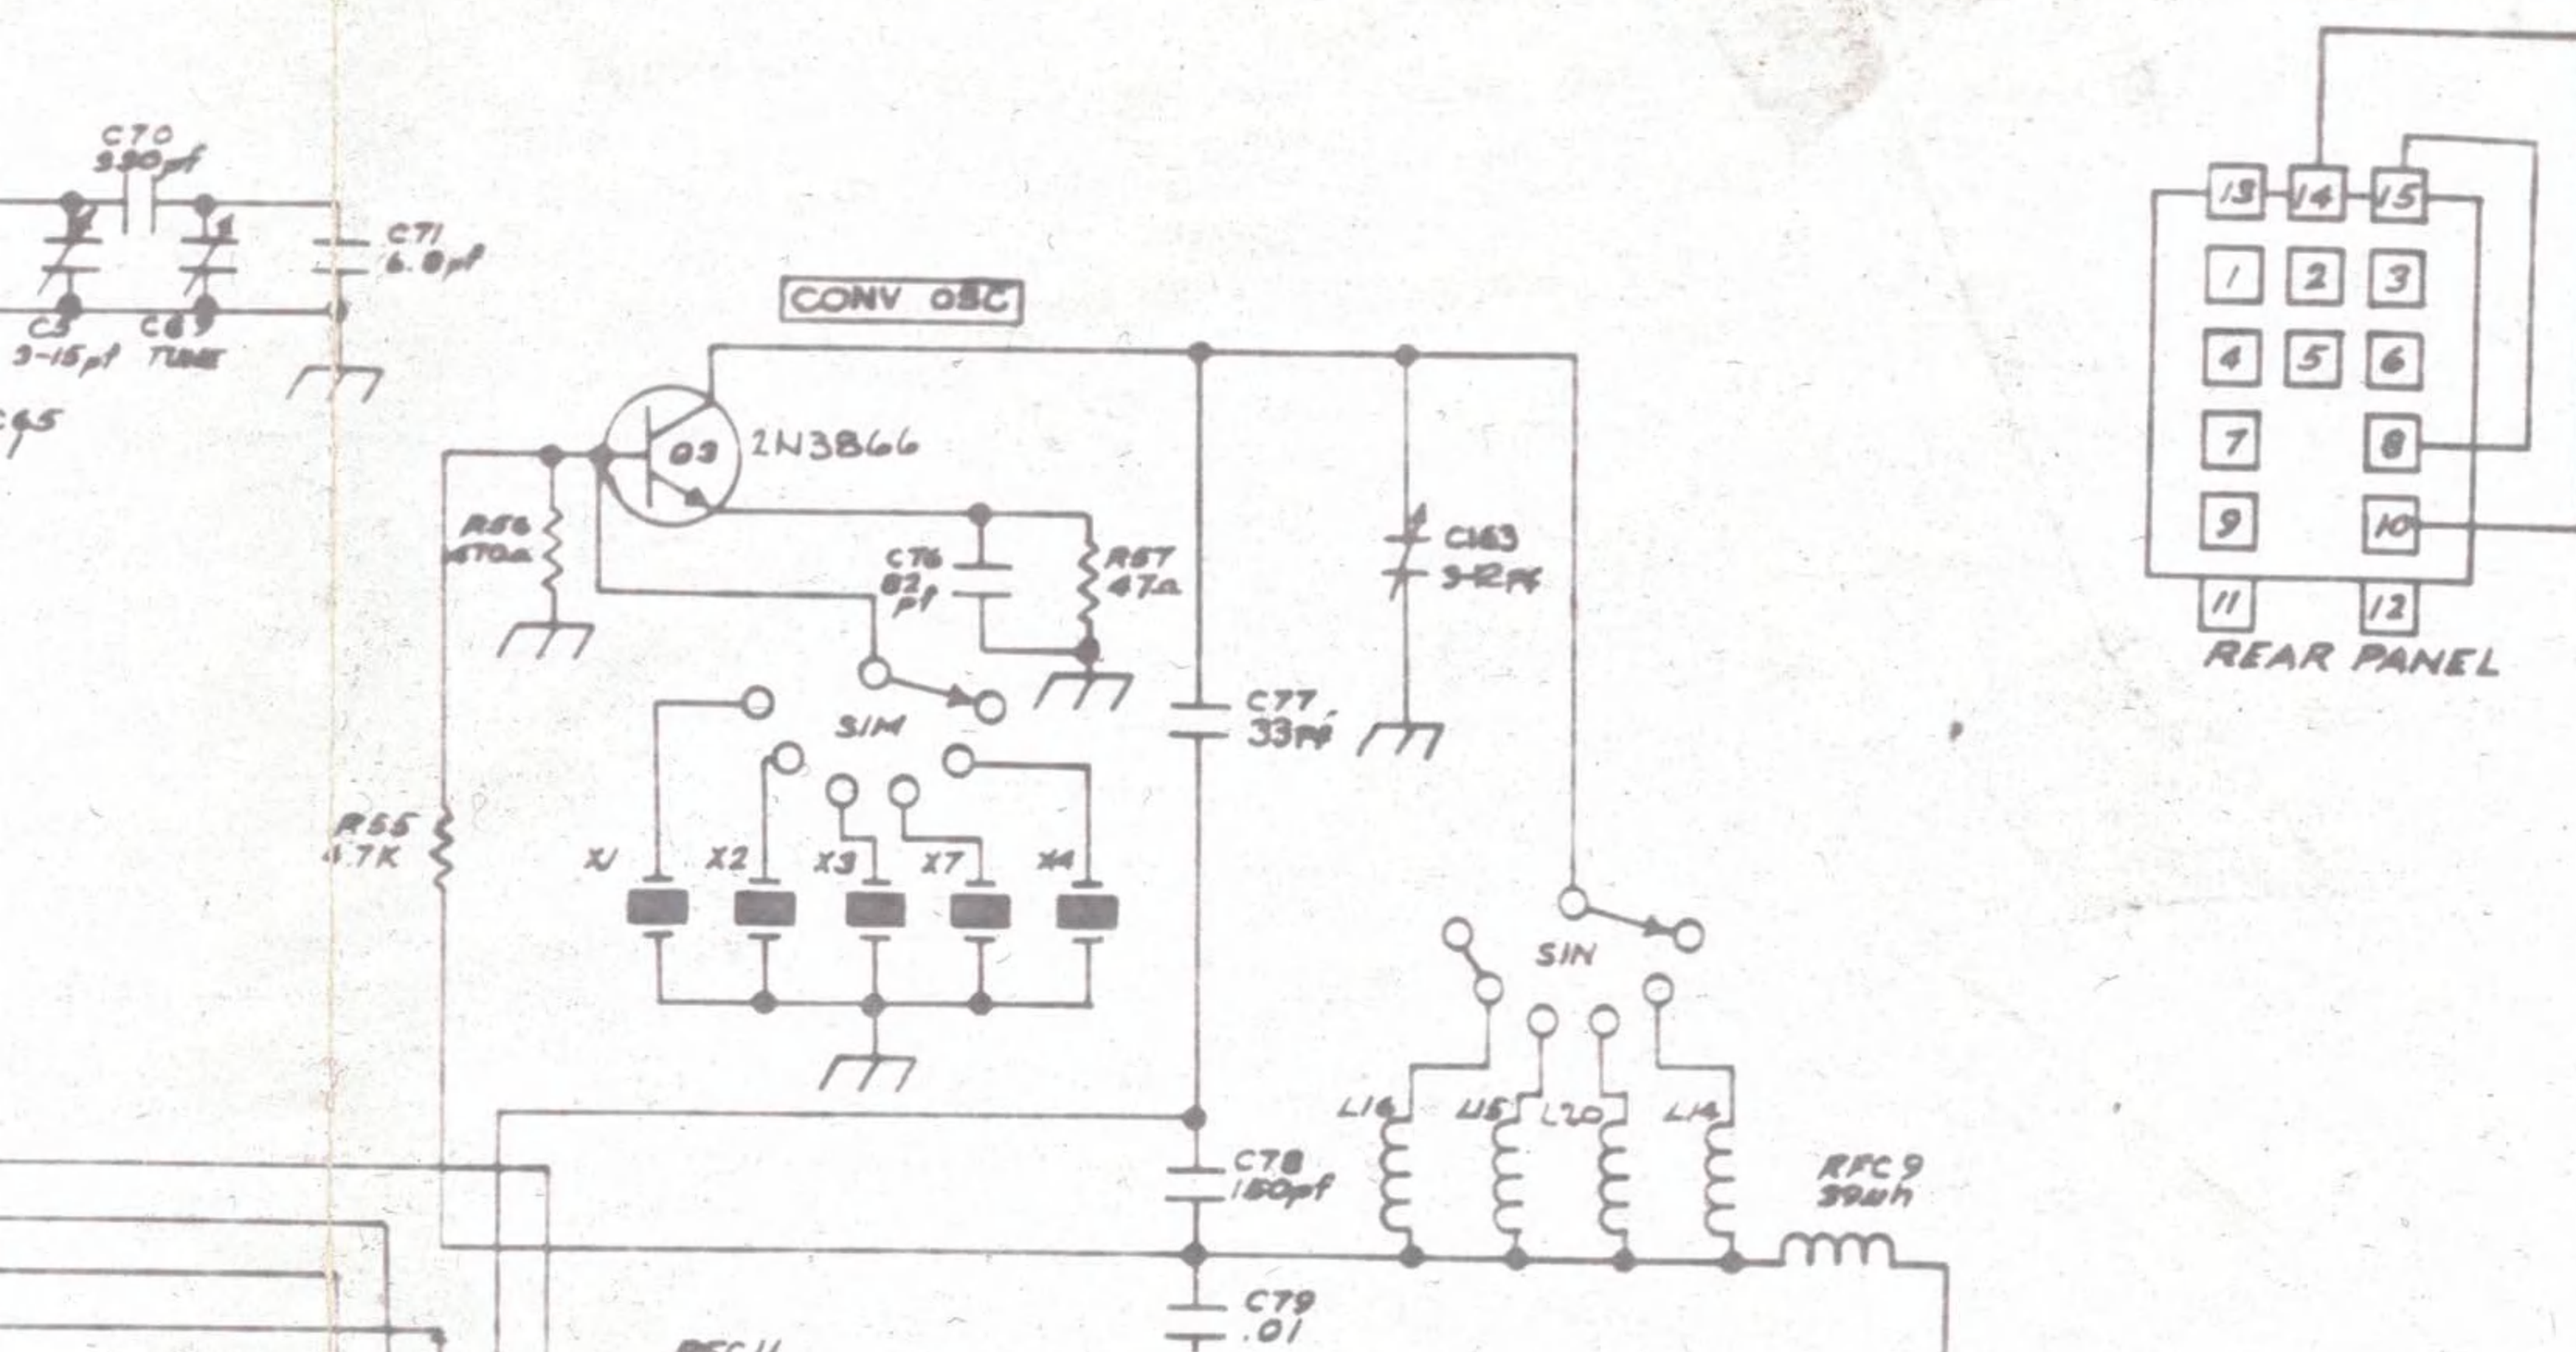 C70
330pf
C71
6.8pf
C69
3-15pf
TUNE
CONV OSC
Q3
2N3866
R56
470Ω
C76
82
pf
R57
47Ω
C163
3-12pf
C77
33pf
S1M
R55
4.7K
X1
X2
X3
X7
X4
S1N
L16
L15
L20
L14
C78
150pf
RFC9
39uh
C79
.01
13
14
15
1
2
3
4
5
6
7
8
9
10
11
12
REAR PANEL